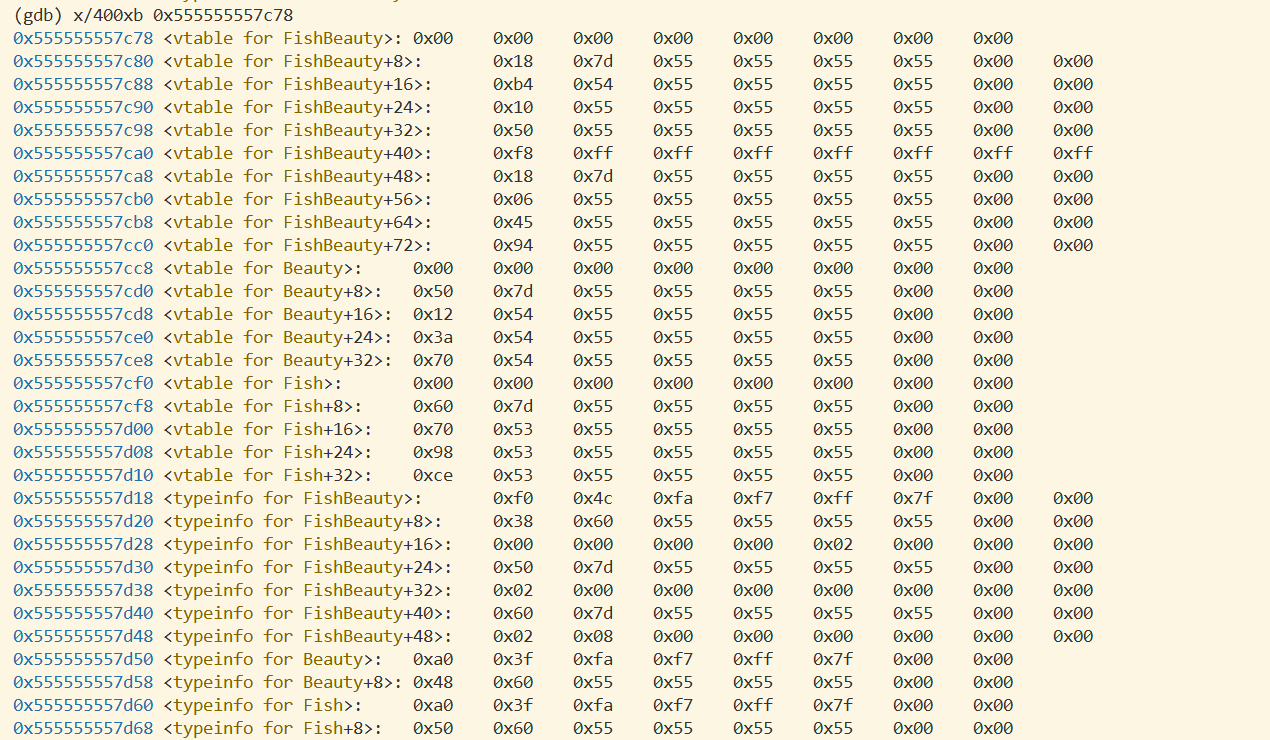 (gdb) x/400xb 0x555555557c78
0x555555557c78 <vtable for FishBeauty>: 0x00 0x00 0x00 0x00 0x00 0x00 0x00 0x00
0x555555557c80 <vtable for FishBeauty+8>: 0x18 0x7d 0x55 0x55 0x55 0x55 0x00 0x00
0x555555557c88 <vtable for FishBeauty+16>: 0xb4 0x54 0x55 0x55 0x55 0x55 0x00 0x00
0x555555557c90 <vtable for FishBeauty+24>: 0x10 0x55 0x55 0x55 0x55 0x55 0x00 0x00
0x555555557c98 <vtable for FishBeauty+32>: 0x50 0x55 0x55 0x55 0x55 0x55 0x00 0x00
0x555555557ca0 <vtable for FishBeauty+40>: 0xf8 0xff 0xff 0xff 0xff 0xff 0xff 0xff
0x555555557ca8 <vtable for FishBeauty+48>: 0x18 0x7d 0x55 0x55 0x55 0x55 0x00 0x00
0x555555557cb0 <vtable for FishBeauty+56>: 0x06 0x55 0x55 0x55 0x55 0x55 0x00 0x00
0x555555557cb8 <vtable for FishBeauty+64>: 0x45 0x55 0x55 0x55 0x55 0x55 0x00 0x00
0x555555557cc0 <vtable for FishBeauty+72>: 0x94 0x55 0x55 0x55 0x55 0x55 0x00 0x00
0x555555557cc8 <vtable for Beauty>: 0x00 0x00 0x00 0x00 0x00 0x00 0x00 0x00
0x555555557cd0 <vtable for Beauty+8>: 0x50 0x7d 0x55 0x55 0x55 0x55 0x00 0x00
0x555555557cd8 <vtable for Beauty+16>: 0x12 0x54 0x55 0x55 0x55 0x55 0x00 0x00
0x555555557ce0 <vtable for Beauty+24>: 0x3a 0x54 0x55 0x55 0x55 0x55 0x00 0x00
0x555555557ce8 <vtable for Beauty+32>: 0x70 0x54 0x55 0x55 0x55 0x55 0x00 0x00
0x555555557cf0 <vtable for Fish>: 0x00 0x00 0x00 0x00 0x00 0x00 0x00 0x00
0x555555557cf8 <vtable for Fish+8>: 0x60 0x7d 0x55 0x55 0x55 0x55 0x00 0x00
0x555555557d00 <vtable for Fish+16>: 0x70 0x53 0x55 0x55 0x55 0x55 0x00 0x00
0x555555557d08 <vtable for Fish+24>: 0x98 0x53 0x55 0x55 0x55 0x55 0x00 0x00
0x555555557d10 <vtable for Fish+32>: 0xce 0x53 0x55 0x55 0x55 0x55 0x00 0x00
0x555555557d18 <typeinfo for FishBeauty>: 0xf0 0x4c 0xfa 0xf7 0xff 0x7f 0x00 0x00
0x555555557d20 <typeinfo for FishBeauty+8>: 0x38 0x60 0x55 0x55 0x55 0x55 0x00 0x00
0x555555557d28 <typeinfo for FishBeauty+16>: 0x00 0x00 0x00 0x00 0x02 0x00 0x00 0x00
0x555555557d30 <typeinfo for FishBeauty+24>: 0x50 0x7d 0x55 0x55 0x55 0x55 0x00 0x00
0x555555557d38 <typeinfo for FishBeauty+32>: 0x02 0x00 0x00 0x00 0x00 0x00 0x00 0x00
0x555555557d40 <typeinfo for FishBeauty+40>: 0x60 0x7d 0x55 0x55 0x55 0x55 0x00 0x00
0x555555557d48 <typeinfo for FishBeauty+48>: 0x02 0x08 0x00 0x00 0x00 0x00 0x00 0x00
0x555555557d50 <typeinfo for Beauty>: 0xa0 0x3f 0xfa 0xf7 0xff 0x7f 0x00 0x00
0x555555557d58 <typeinfo for Beauty+8>: 0x48 0x60 0x55 0x55 0x55 0x55 0x00 0x00
0x555555557d60 <typeinfo for Fish>: 0xa0 0x3f 0xfa 0xf7 0xff 0x7f 0x00 0x00
0x555555557d68 <typeinfo for Fish+8>: 0x50 0x60 0x55 0x55 0x55 0x55 0x00 0x00